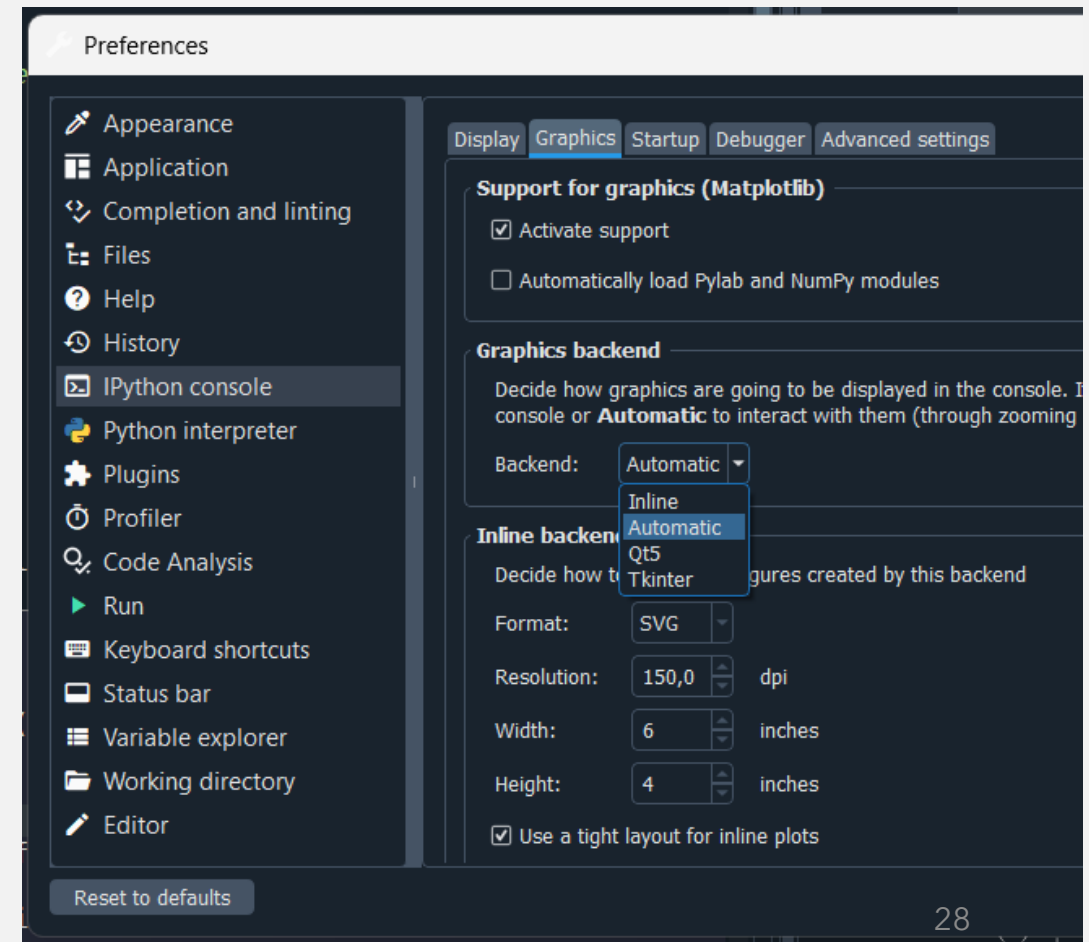 Preferences
Appearance
Application
Completion and linting
Files
Help
History
IPython console
Python interpreter
Plugins
Profiler
Code Analysis
Run
Keyboard shortcuts
Status bar
Variable explorer
Working directory
Editor
Reset to defaults
Display Graphics Startup Debugger Advanced settings
Support for graphics (Matplotlib)
Activate support
Automatically load Pylab and NumPy modules
Graphics backend
Decide how graphics are going to be displayed in the console.
console or Automatic to interact with them (through zooming
Backend: Automatic
Inline
Automatic
Qt5
Tkinter
Inline backen
Decide how t gures created by this backend
Format: SVG
Resolution: 150,0 dpi
Width: 6 inches
Height: 4 inches
Use a tight layout for inline plots
28